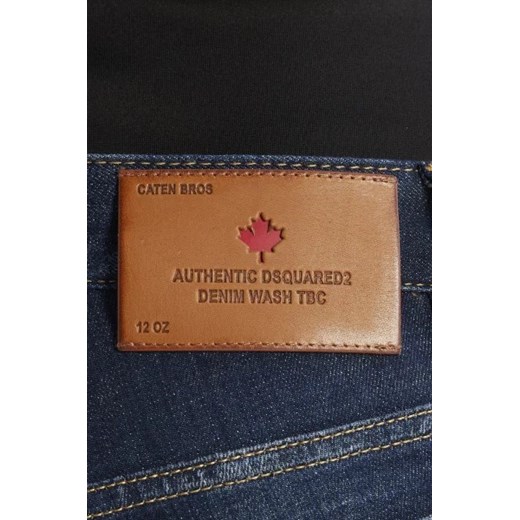 CATEN BROS
AUTHENTIC DSQUARED2
DENIM WASH TBC
12 OZ